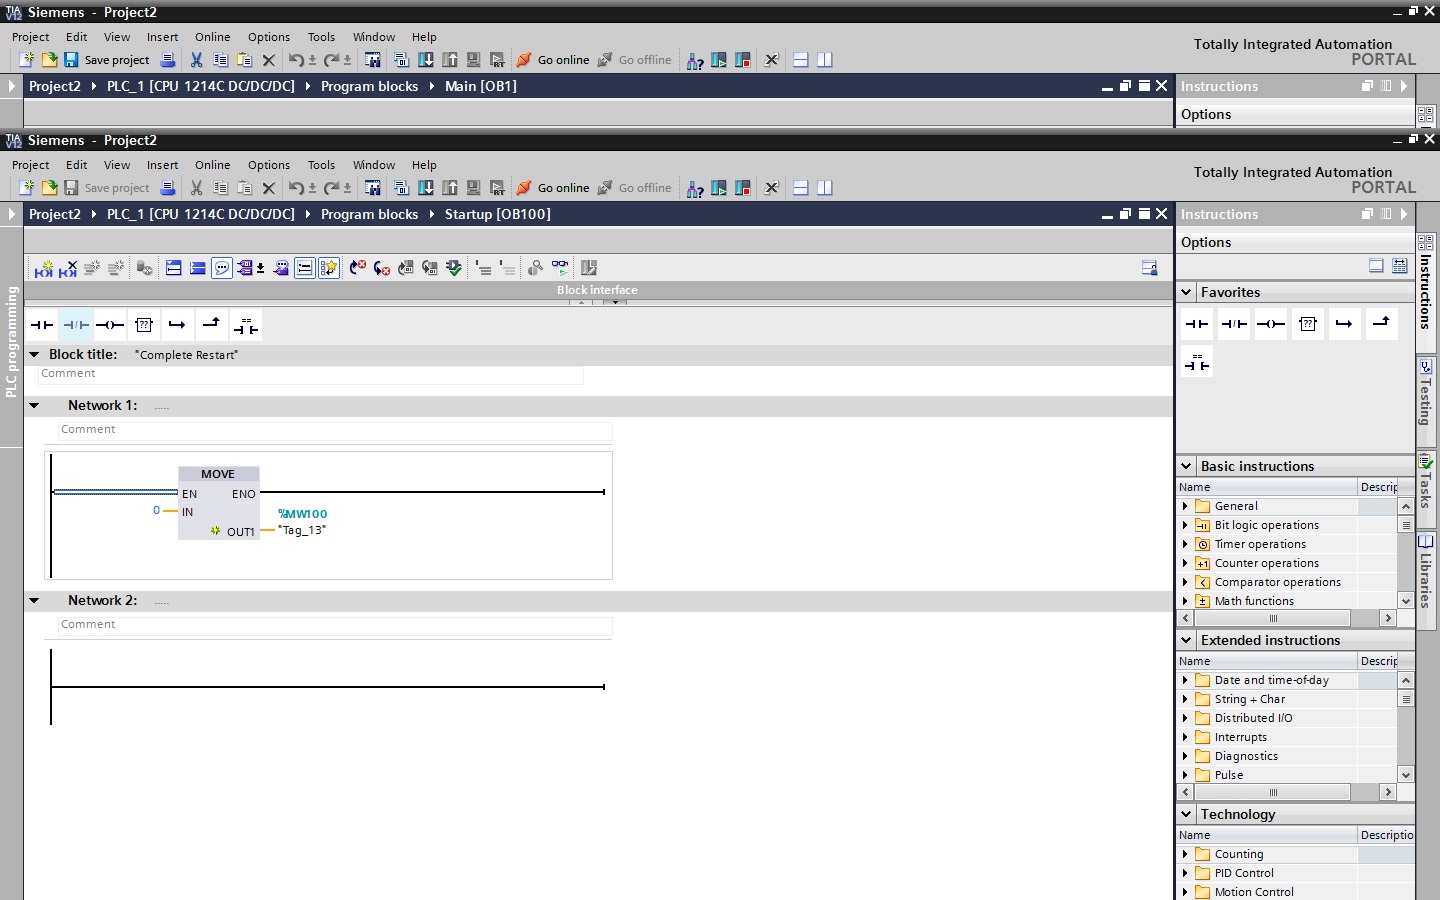 TIA V12 Siemens - Project2
Project Edit View Insert Online Options Tools Window Help
Save project Go online Go offline
Totally Integrated Automation
PORTAL
Project2 PLC_1 [CPU 1214C DC/DC/DC] Program blocks Main [OB1]
Instructions
Options
TIA V12 Siemens - Project2
Project Edit View Insert Online Options Tools Window Help
Save project Go online Go offline
Totally Integrated Automation
PORTAL
Project2 PLC_1 [CPU 1214C DC/DC/DC] Program blocks Startup [OB100]
PLC programming
Block interface
??
==
Block title: "Complete Restart"
Comment
Network 1: .....
Comment
MOVE
EN ENO
0 IN
%MW100
OUT1 "Tag_13"
Network 2: .....
Comment
Instructions
Options
Favorites
??
==
Basic instructions
Name Descrip
General
Bit logic operations
Timer operations
Counter operations
Comparator operations
Math functions
Extended instructions
Name Descrip
Date and time-of-day
String + Char
Distributed I/O
Interrupts
Diagnostics
Pulse
Technology
Name Descriptio
Counting
PID Control
Motion Control
Instructions
Testing
Tasks
Libraries